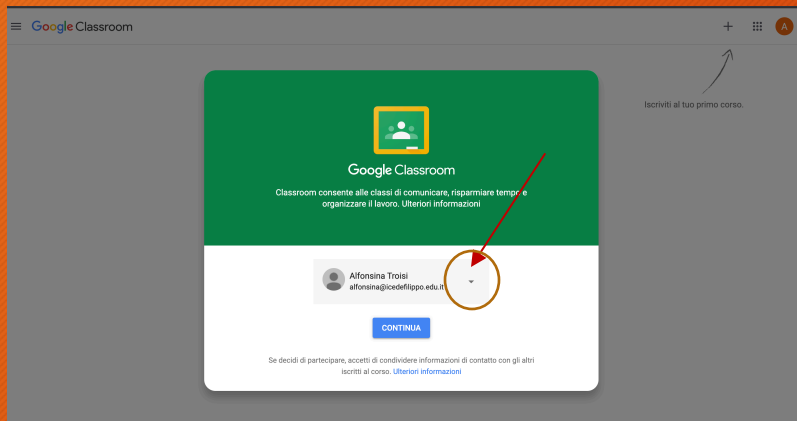 Google Classroom
A
Iscriviti al tuo primo corso.
Google Classroom
Classroom consente alle classi di comunicare, risparmiare tempo e
organizzare il lavoro. Ulteriori informazioni
Alfonsina Troisi
alfonsina@icedefilippo.edu.it
CONTINUA
Se decidi di partecipare, accetti di condividere informazioni di contatto con gli altri
iscritti al corso. Ulteriori informazioni